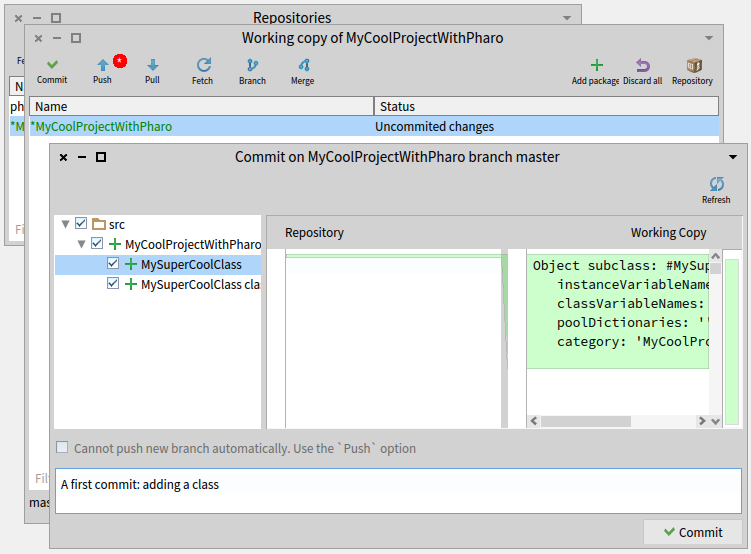 Repositories
Working copy of MyCoolProjectWithPharo
Commit
Push
*
Pull
Fetch
Branch
Merge
Add package
Discard all
Repository
Fe
N
Name
Status
ph
*M
*MyCoolProjectWithPharo
Uncommited changes
Commit on MyCoolProjectWithPharo branch master
Refresh
src
MyCoolProjectWithPharo
MySuperCoolClass
MySuperCoolClass cla
Repository
Working Copy
Object subclass: #MySup
instanceVariableName
classVariableNames:
poolDictionaries: ''
category: 'MyCoolPro
Fi
Cannot push new branch automatically. Use the `Push` option
Filt
A first commit: adding a class
mas
Commit